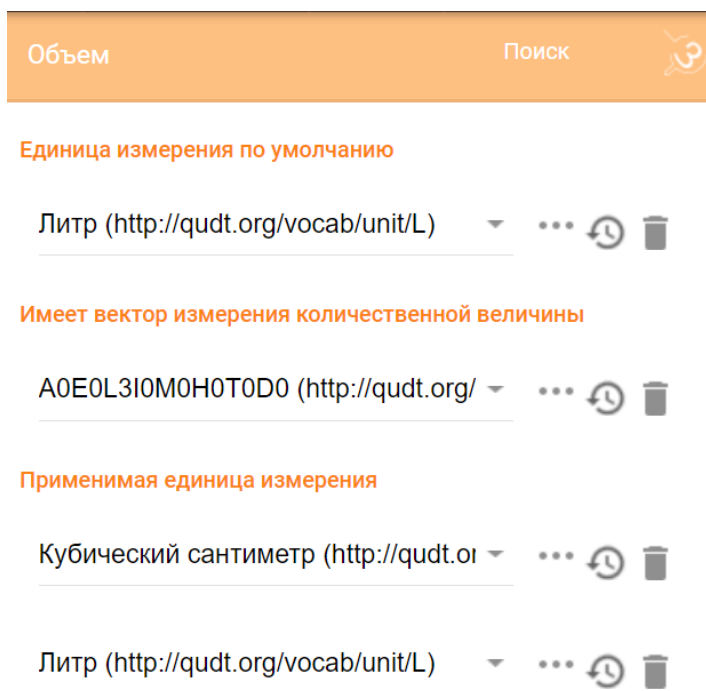 Объем
Поиск
Единица измерения по умолчанию
Литр (http://qudt.org/vocab/unit/L)
Имеет вектор измерения количественной величины
A0E0L3I0M0H0T0D0 (http://qudt.org/
Применимая единица измерения
Кубический сантиметр (http://qudt.or
Литр (http://qudt.org/vocab/unit/L)